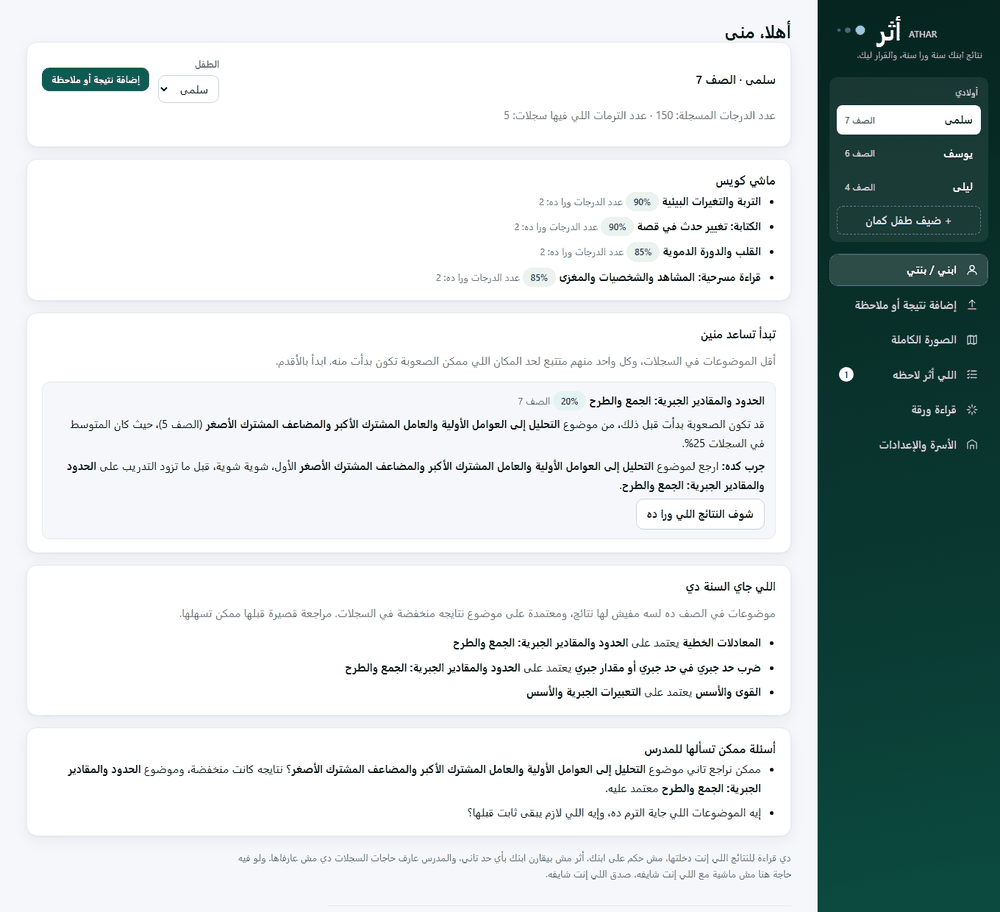 أثر ATHAR
نتائج ابنك سنة ورا سنة، والقرار ليك.
أولادي
سلمى الصف 7
يوسف الصف 6
ليلى الصف 4
+ ضيف طفل كمان
ابني / بنتي
إضافة نتيجة أو ملاحظة
الصورة الكاملة
اللي أثر لاحظه 1
قراءة ورقة
الأسرة والإعدادات
أهلا، منى
سلمى · الصف 7
الطفل
سلمى
إضافة نتيجة أو ملاحظة
عدد الدرجات المسجلة: 150 · عدد الترمات اللي فيها سجلات: 5
ماشي كويس
التربة والتغيرات البيئية 90% عدد الدرجات ورا ده: 2
الكتابة: تغيير حدث في قصة 90% عدد الدرجات ورا ده: 2
القلب والدورة الدموية 85% عدد الدرجات ورا ده: 2
قراءة مسرحية: المشاهد والشخصيات والمغزى 85% عدد الدرجات ورا ده: 2
تبدأ تساعد منين
أقل الموضوعات في السجلات، وكل واحد منهم متتبع لحد المكان اللي ممكن الصعوبة تكون بدأت منه. ابدأ بالأقدم.
الحدود والمقادير الجبرية: الجمع والطرح 20% الصف 7
قد تكون الصعوبة بدأت قبل ذلك، من موضوع التحليل إلى العوامل الأولية والعامل المشترك الأكبر والمضاعف المشترك الأصغر (الصف 5)، حيث كان المتوسط
في السجلات 25%.
جرب كده: ارجع لموضوع التحليل إلى العوامل الأولية والعامل المشترك الأكبر والمضاعف المشترك الأصغر الأول، شوية شوية، قبل ما تزود التدريب على الحدود
والمقادير الجبرية: الجمع والطرح.
شوف النتائج اللي ورا ده
اللي جاي السنة دي
موضوعات في الصف ده لسه مفيش لها نتائج، ومعتمدة على موضوع نتايجه منخفضة في السجلات. مراجعة قصيرة قبلها ممكن تسهلها.
المعادلات الخطية يعتمد على الحدود والمقادير الجبرية: الجمع والطرح
ضرب حد جبري في حد جبري أو مقدار جبري يعتمد على الحدود والمقادير الجبرية: الجمع والطرح
القوى والأسس يعتمد على التعبيرات الجبرية والأسس
أسئلة ممكن تسألها للمدرس
ممكن نراجع تاني موضوع التحليل إلى العوامل الأولية والعامل المشترك الأكبر والمضاعف المشترك الأصغر؟ نتايجه كانت منخفضة، وموضوع الحدود والمقادير
الجبرية: الجمع والطرح معتمد عليه.
إيه الموضوعات اللي جاية الترم ده، وإيه اللي لازم يبقى ثابت قبلها؟
دي قراءة للنتائج اللي إنت دخلتها، مش حكم على ابنك. أثر مش بيقارن ابنك بأي حد تاني، والمدرس عارف حاجات السجلات دي مش عارفاها. ولو فيه
حاجة هنا مش ماشية مع اللي إنت شايفه، صدق اللي إنت شايفه.